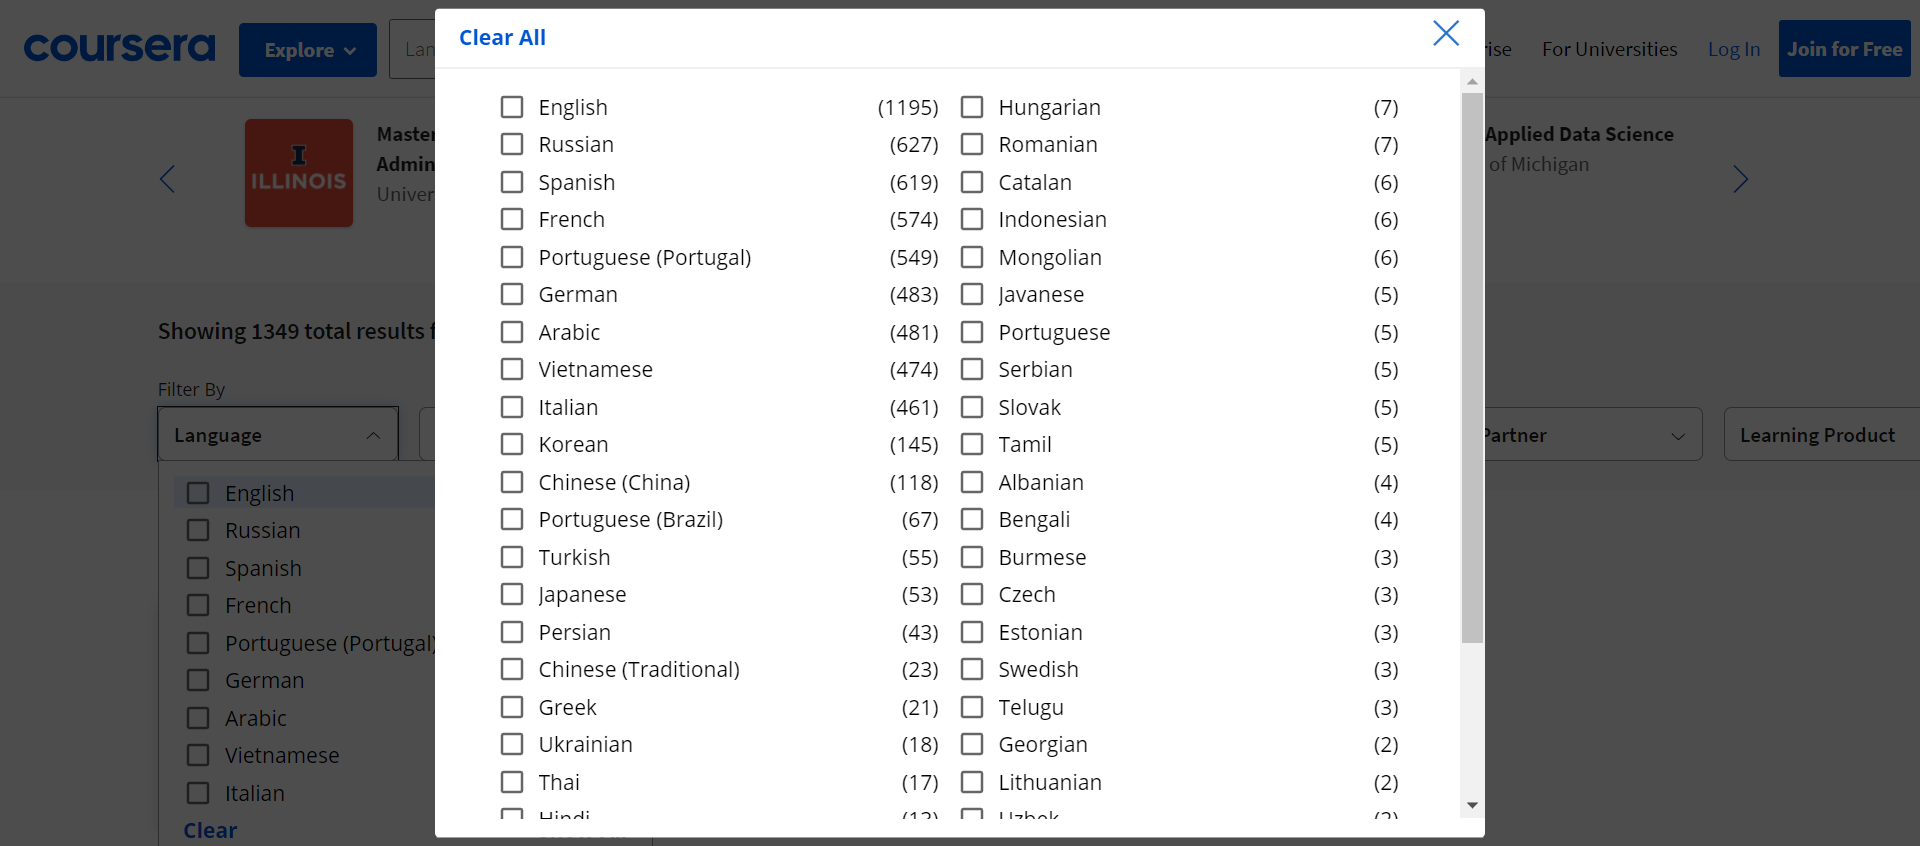 coursera
Explore
Lan
rise
For Universities
Log In
Join for Free
ILLINOIS
Master
Admin
Univer
Applied Data Science
of Michigan
Showing 1349 total results f
Filter By
Language
Partner
Learning Product
English
Russian
Spanish
French
Portuguese (Portugal)
German
Arabic
Vietnamese
Italian
Clear
Clear All
English (1195)
Russian (627)
Spanish (619)
French (574)
Portuguese (Portugal) (549)
German (483)
Arabic (481)
Vietnamese (474)
Italian (461)
Korean (145)
Chinese (China) (118)
Portuguese (Brazil) (67)
Turkish (55)
Japanese (53)
Persian (43)
Chinese (Traditional) (23)
Greek (21)
Ukrainian (18)
Thai (17)
Hindi
Hungarian (7)
Romanian (7)
Catalan (6)
Indonesian (6)
Mongolian (6)
Javanese (5)
Portuguese (5)
Serbian (5)
Slovak (5)
Tamil (5)
Albanian (4)
Bengali (4)
Burmese (3)
Czech (3)
Estonian (3)
Swedish (3)
Telugu (3)
Georgian (2)
Lithuanian (2)
Uzbek